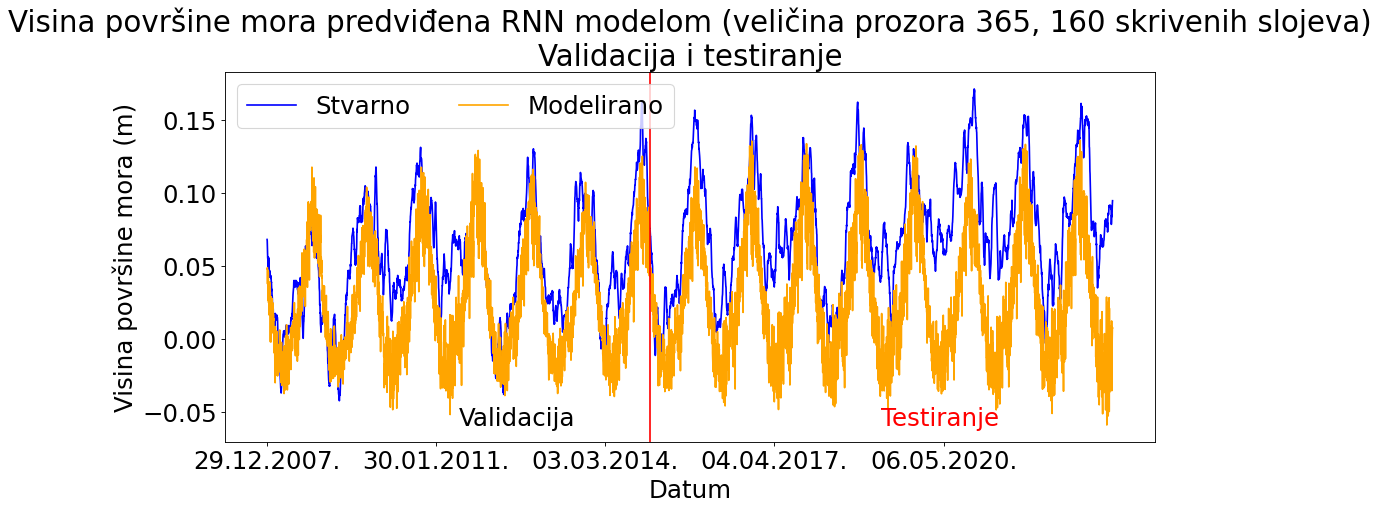 Visina površine mora predviđena RNN modelom (veličina prozora 365, 160 skrivenih slojeva)
Validacija i testiranje
Stvarno
Modelirano
Visina površine mora (m)
0.15
0.10
0.05
0.00
−0.05
Validacija
Testiranje
29.12.2007.
30.01.2011.
03.03.2014.
04.04.2017.
06.05.2020.
Datum